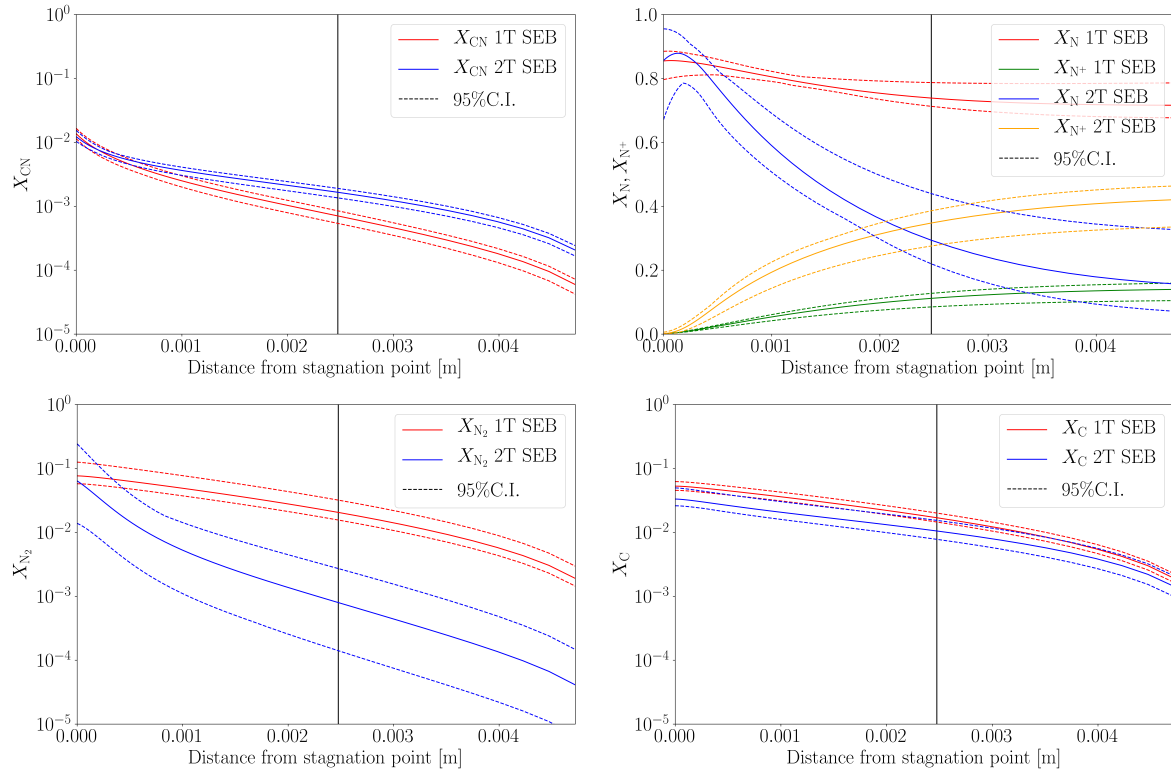 10⁰
10⁻¹
10⁻²
10⁻³
10⁻⁴
10⁻⁵
X_CN
X_CN 1T SEB
X_CN 2T SEB
95%C.I.
0.000 0.001 0.002 0.003 0.004
Distance from stagnation point [m]
1.0
0.8
0.6
0.4
0.2
0.0
X_N, X_N⁺
X_N 1T SEB
X_N⁺ 1T SEB
X_N 2T SEB
X_N⁺ 2T SEB
95%C.I.
0.000 0.001 0.002 0.003 0.004
Distance from stagnation point [m]
10⁰
10⁻¹
10⁻²
10⁻³
10⁻⁴
10⁻⁵
X_N₂
X_N₂ 1T SEB
X_N₂ 2T SEB
95%C.I.
0.000 0.001 0.002 0.003 0.004
Distance from stagnation point [m]
10⁰
10⁻¹
10⁻²
10⁻³
10⁻⁴
10⁻⁵
X_C
X_C 1T SEB
X_C 2T SEB
95%C.I.
0.000 0.001 0.002 0.003 0.004
Distance from stagnation point [m]